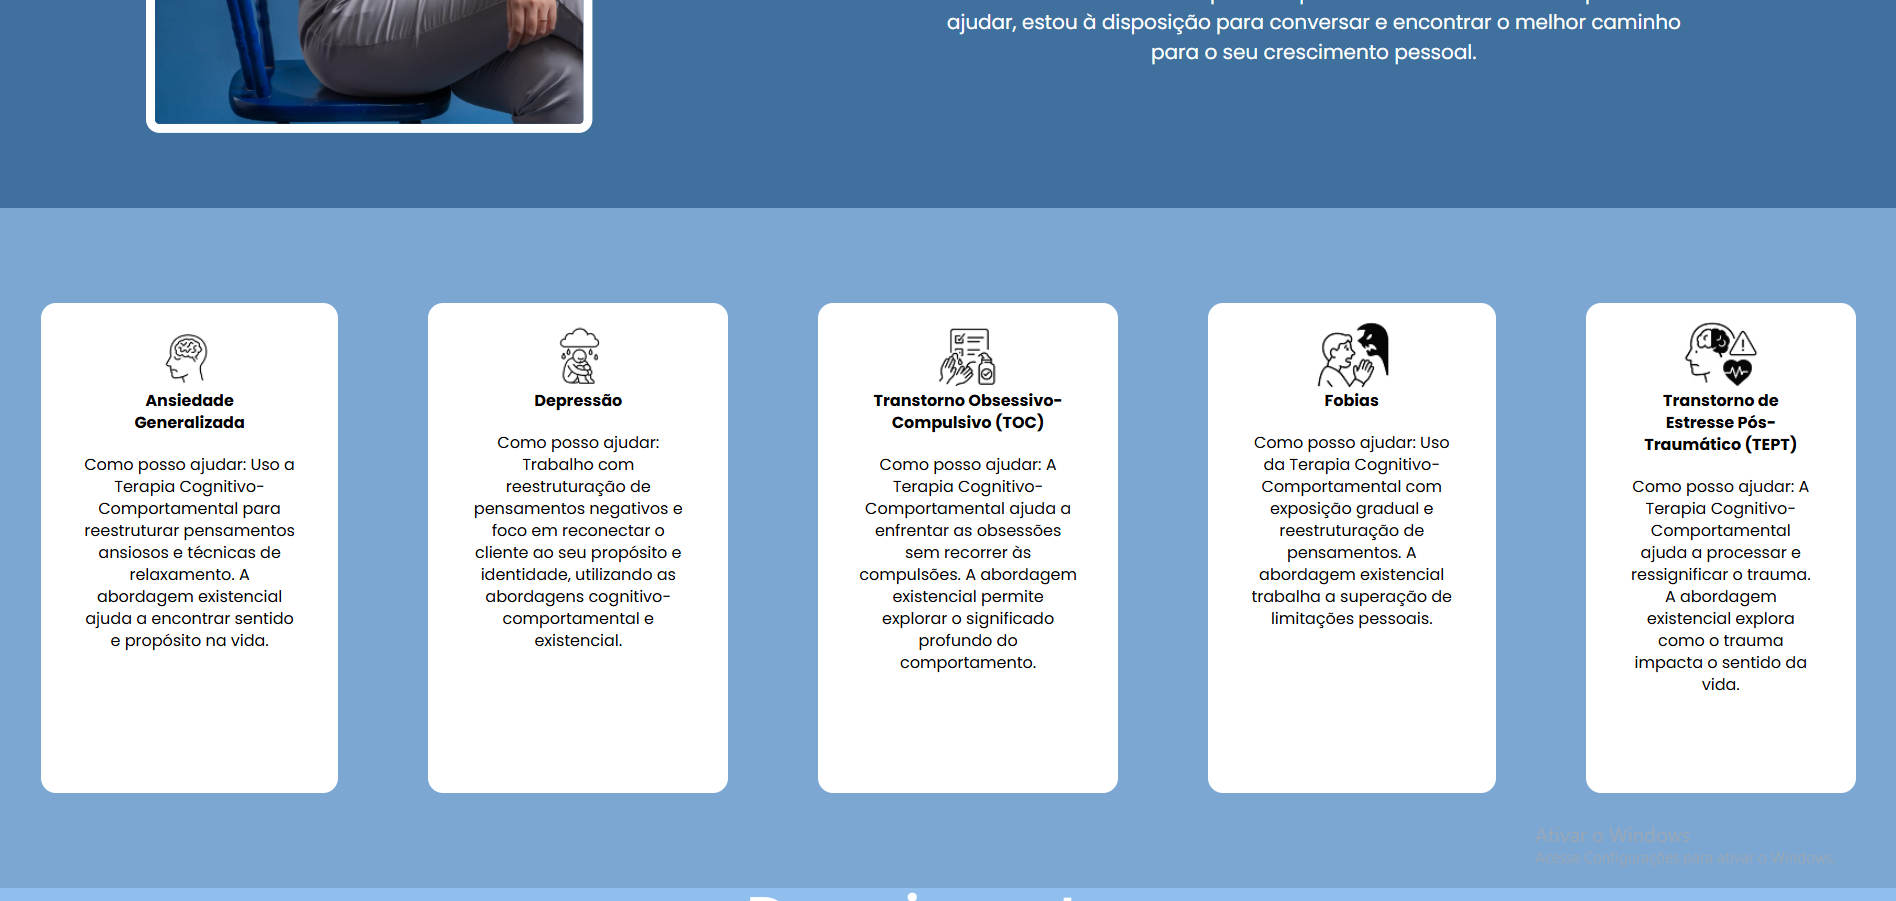 ajudar, estou à disposição para conversar e encontrar o melhor caminho
para o seu crescimento pessoal.
Ansiedade
Generalizada
Como posso ajudar: Uso a
Terapia Cognitivo-
Comportamental para
reestruturar pensamentos
ansiosos e técnicas de
relaxamento. A
abordagem existencial
ajuda a encontrar sentido
e propósito na vida.
Depressão
Como posso ajudar:
Trabalho com
reestruturação de
pensamentos negativos e
foco em reconectar o
cliente ao seu propósito e
identidade, utilizando as
abordagens cognitivo-
comportamental e
existencial.
Transtorno Obsessivo-
Compulsivo (TOC)
Como posso ajudar: A
Terapia Cognitivo-
Comportamental ajuda a
enfrentar as obsessões
sem recorrer às
compulsões. A abordagem
existencial permite
explorar o significado
profundo do
comportamento.
Fobias
Como posso ajudar: Uso
da Terapia Cognitivo-
Comportamental com
exposição gradual e
reestruturação de
pensamentos. A
abordagem existencial
trabalha a superação de
limitações pessoais.
Transtorno de
Estresse Pós-
Traumático (TEPT)
Como posso ajudar: A
Terapia Cognitivo-
Comportamental
ajuda a processar e
ressignificar o trauma.
A abordagem
existencial explora
como o trauma
impacta o sentido da
vida.
Ativar o Windows
Acesse Configurações para ativar o Windows.